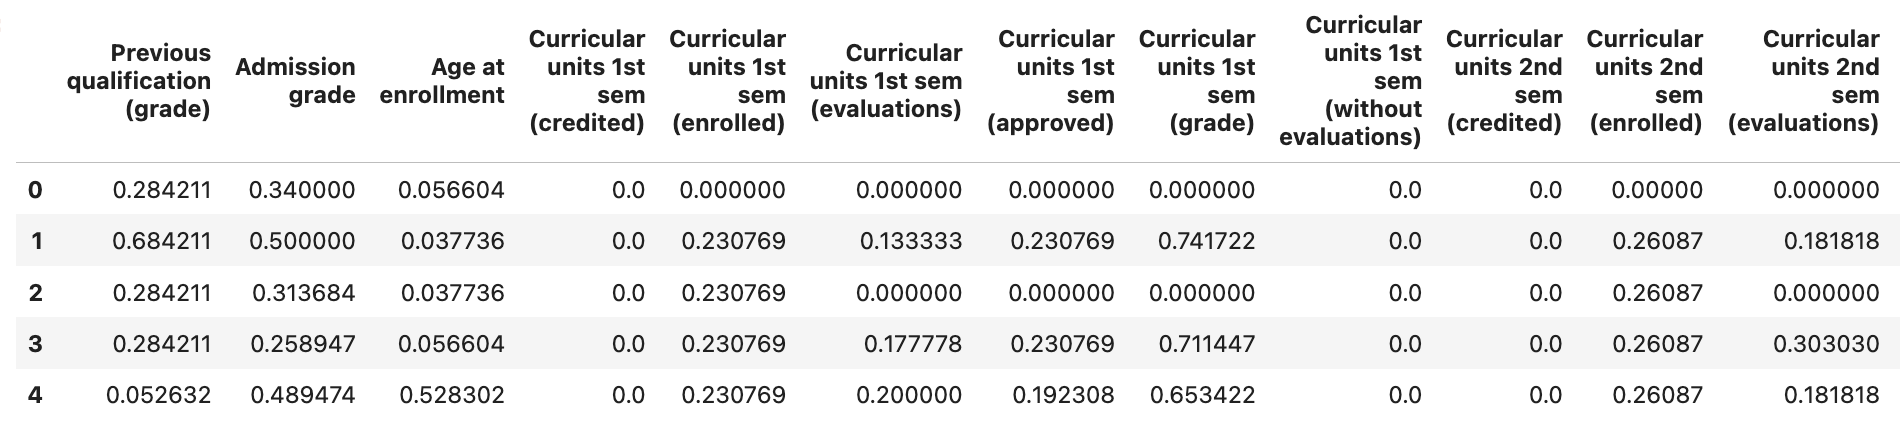 Previous qualification (grade) Admission grade Age at enrollment Curricular units 1st sem (credited) Curricular units 1st sem (enrolled) Curricular units 1st sem (evaluations) Curricular units 1st sem (approved) Curricular units 1st sem (grade) Curricular units 1st sem (without evaluations) Curricular units 2nd sem (credited) Curricular units 2nd sem (enrolled) Curricular units 2nd sem (evaluations)
0 0.284211 0.340000 0.056604 0.0 0.000000 0.000000 0.000000 0.000000 0.0 0.0 0.00000 0.000000
1 0.684211 0.500000 0.037736 0.0 0.230769 0.133333 0.230769 0.741722 0.0 0.0 0.26087 0.181818
2 0.284211 0.313684 0.037736 0.0 0.230769 0.000000 0.000000 0.000000 0.0 0.0 0.26087 0.000000
3 0.284211 0.258947 0.056604 0.0 0.230769 0.177778 0.230769 0.711447 0.0 0.0 0.26087 0.303030
4 0.052632 0.489474 0.528302 0.0 0.230769 0.200000 0.192308 0.653422 0.0 0.0 0.26087 0.181818